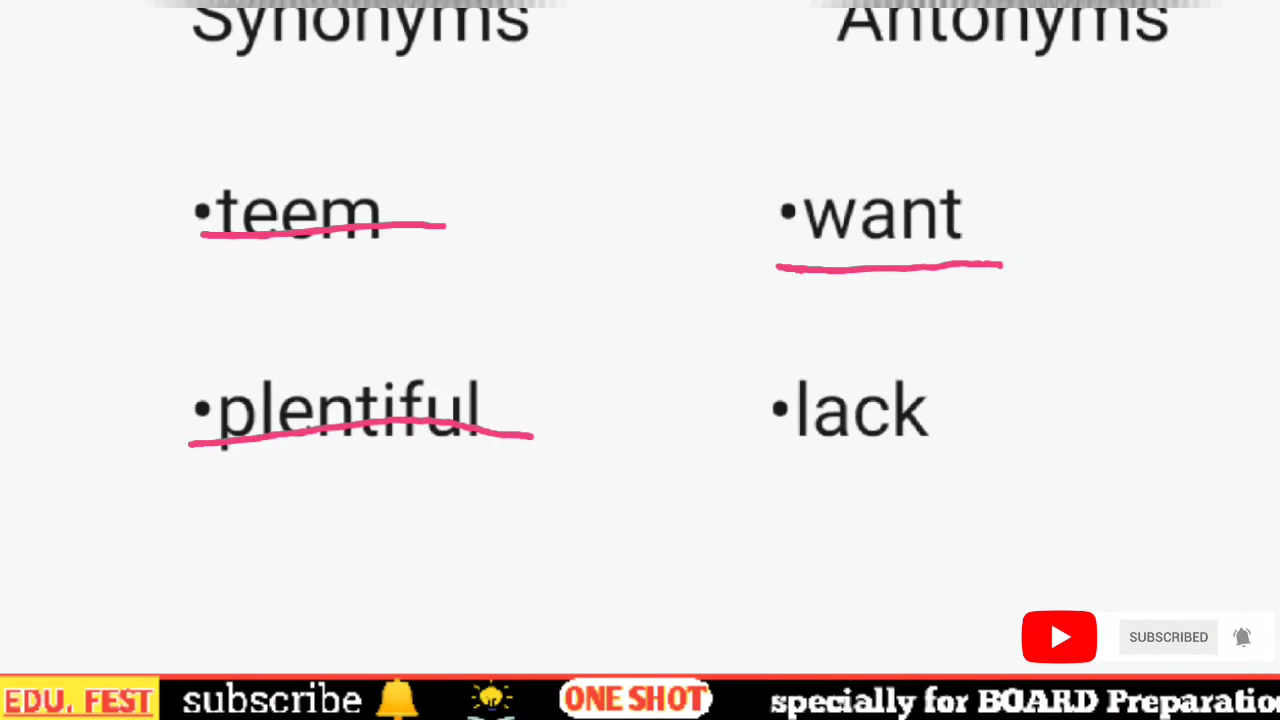 Synonyms Antonyms
•teem •want
•plentiful •lack
SUBSCRIBED
EDU. FEST subscribe ONE SHOT specially for BOARD Preparatio